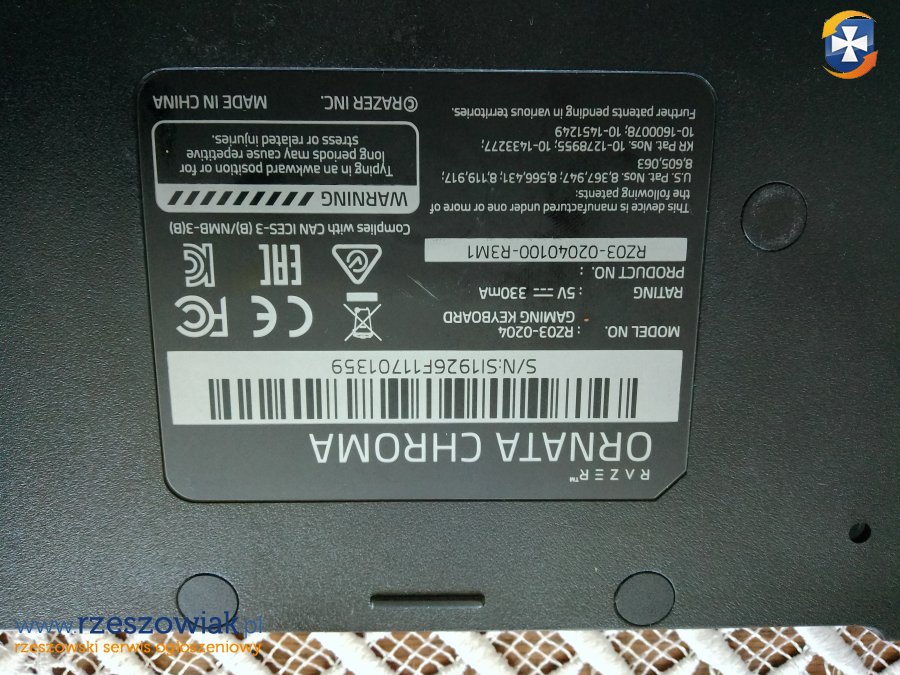 RAZER™
ORNATA CHROMA
S/N:SI1926F11701359
MODEL NO. :RZ03-0204
GAMING KEYBOARD
RATING :5V ⎓ 330mA
PRODUCT NO. :
RZ03-02040100-R3M1
This device is manufactured under one or more of
the following patents:
U.S. Pat. Nos. 8,367,947; 8,566,431; 8,119,917;
8,605,063
KR Pat. Nos. 10-1278955; 10-1433277;
10-1600078; 10-1451249
Further patents pending in various territories.
FC CE
EAC
Complies with CAN ICES-3 (B)/NMB-3(B)
WARNING
Typing in an awkward position or for
long periods may cause repetitive
stress or related injuries.
©RAZER INC. MADE IN CHINA
www.rzeszowiak.pl
rzeszowski serwis ogłoszeniowy